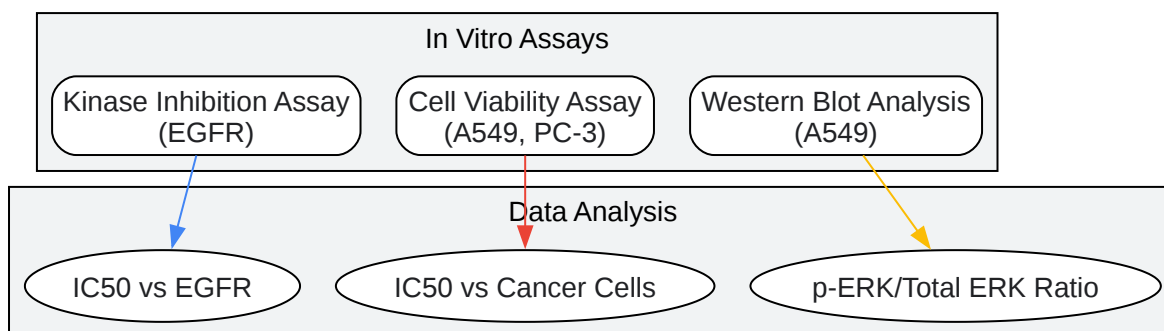 In Vitro Assays
Kinase Inhibition Assay
(EGFR)
Cell Viability Assay
(A549, PC-3)
Western Blot Analysis
(A549)
Data Analysis
IC50 vs EGFR
IC50 vs Cancer Cells
p-ERK/Total ERK Ratio